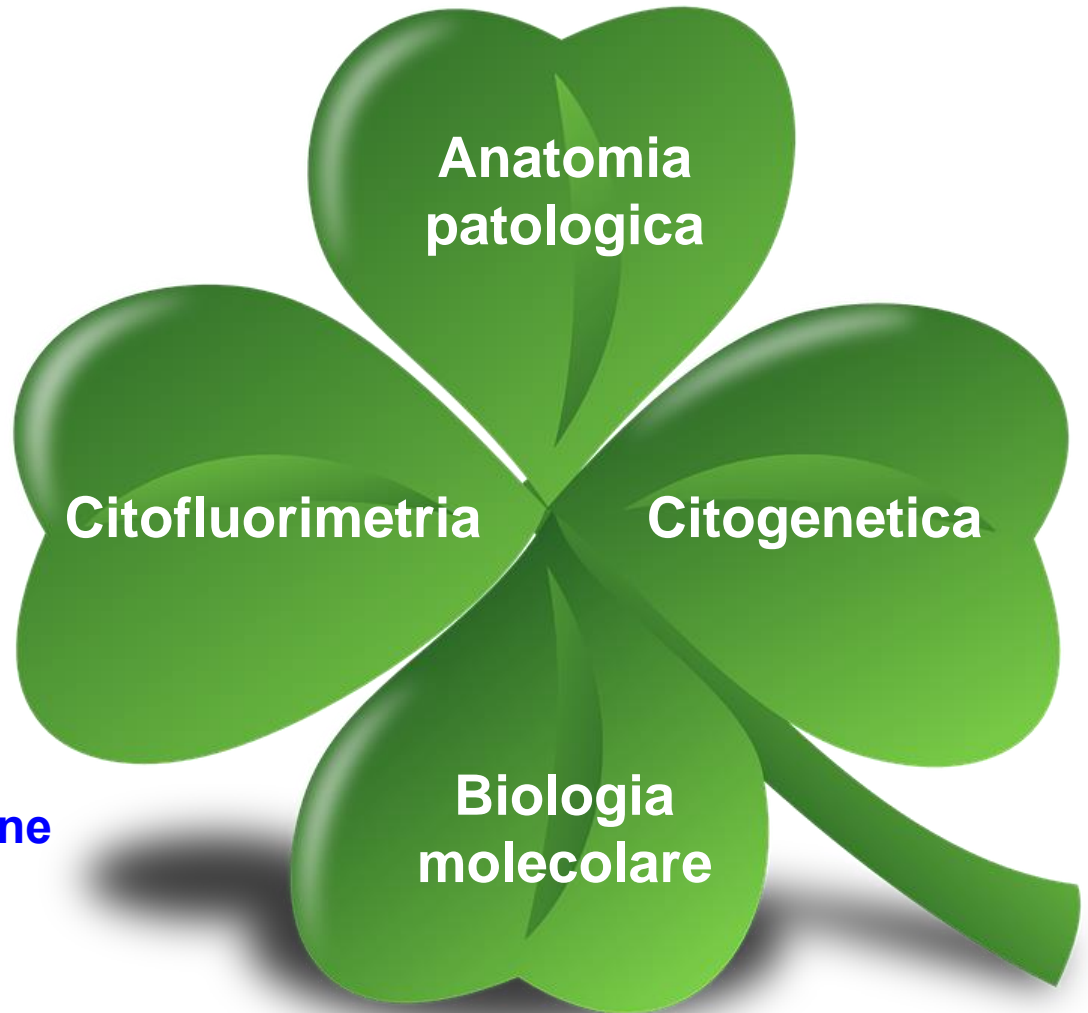 Anatomia
patologica
Citofluorimetria
Citogenetica
Biologia
molecolare
ne